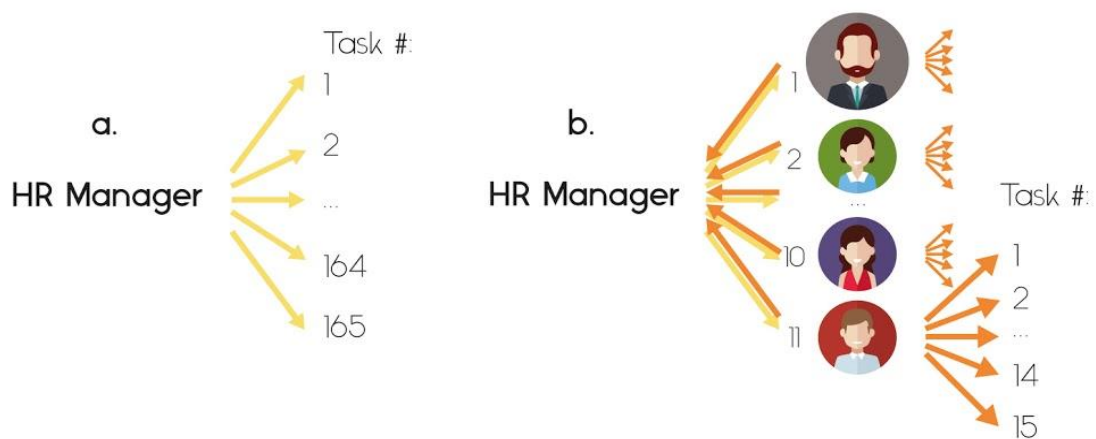 a.
HR Manager
Task #:
1
2
...
164
165
b.
HR Manager
1
2
...
10
11
Task #:
1
2
...
14
15